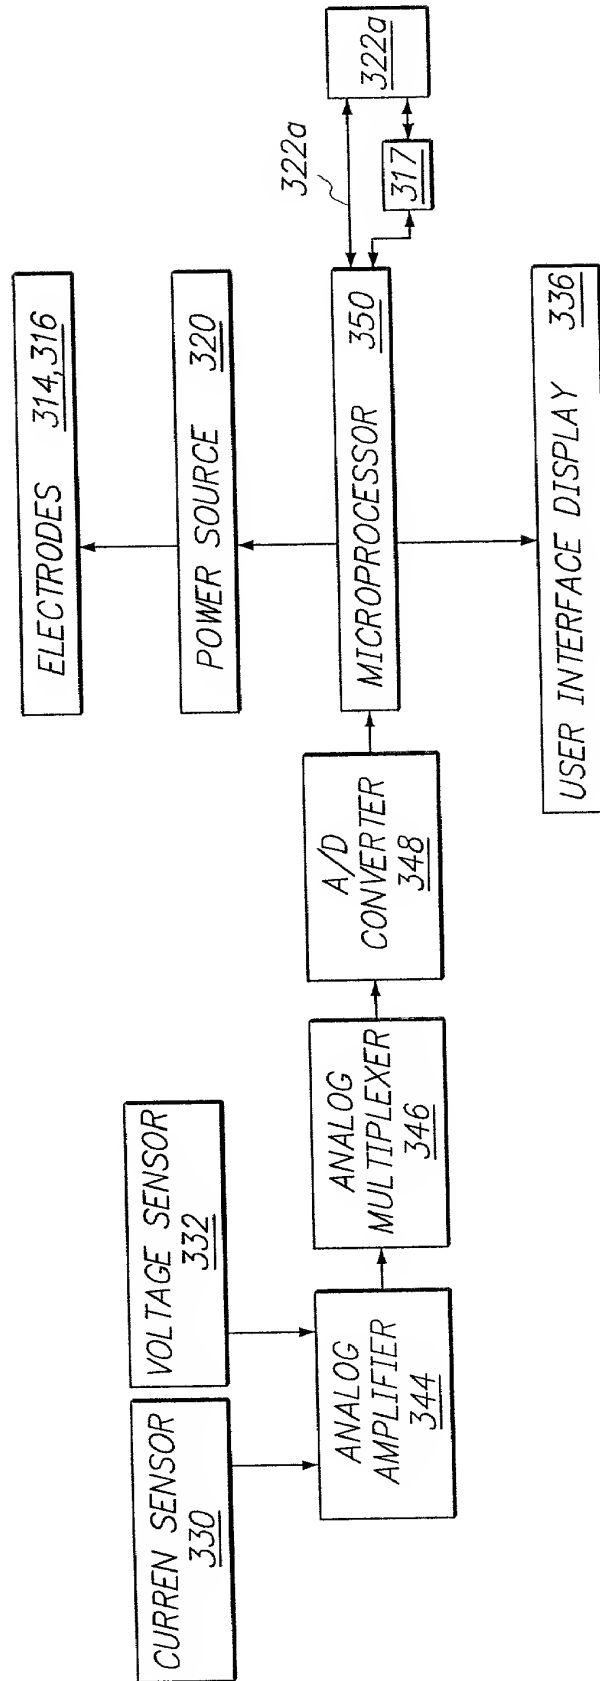 ELECTRODES 314,316
POWER SOURCE 320
322a
322a
317
MICROPROCESSOR 350
USER INTERFACE DISPLAY 336
A/D
CONVERTER
348
ANALOG
MULTIPLEXER
346
VOLTAGE SENSOR
332
CURREN SENSOR
330
ANALOG
AMPLIFIER
344